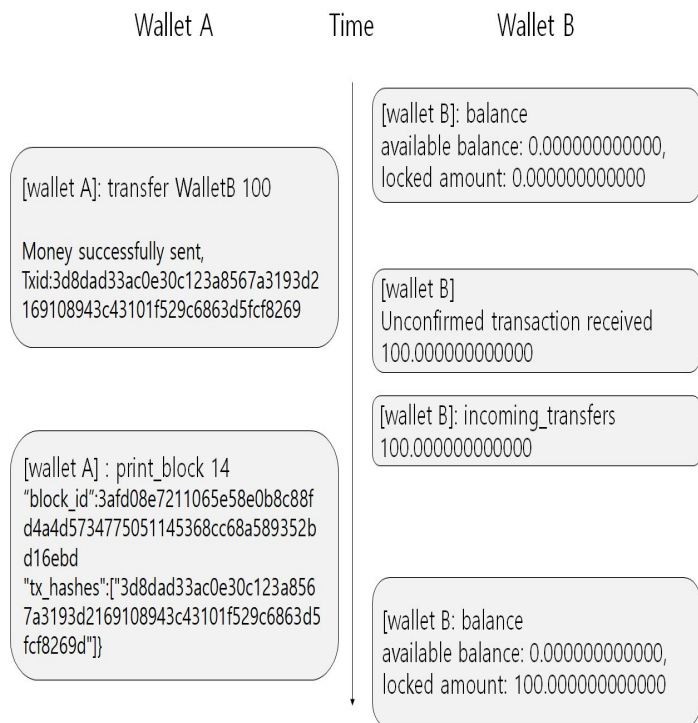 Wallet A
Time
Wallet B
[wallet B]: balance
available balance: 0.000000000000,
locked amount: 0.000000000000
[wallet A]: transfer WalletB 100
Money successfully sent,
Txid:3d8dad33ac0e30c123a8567a3193d2
169108943c43101f529c6863d5fcf8269
[wallet B]
Unconfirmed transaction received
100.000000000000
[wallet B]: incoming_transfers
100.000000000000
[wallet A] : print_block 14
“block_id”:3afd08e7211065e58e0b8c88f
d4a4d5734775051145368cc68a589352b
d16ebd
"tx_hashes":["3d8dad33ac0e30c123a856
7a3193d2169108943c43101f529c6863d5
fcf8269d"]}
[wallet B: balance
available balance: 0.000000000000,
locked amount: 100.000000000000